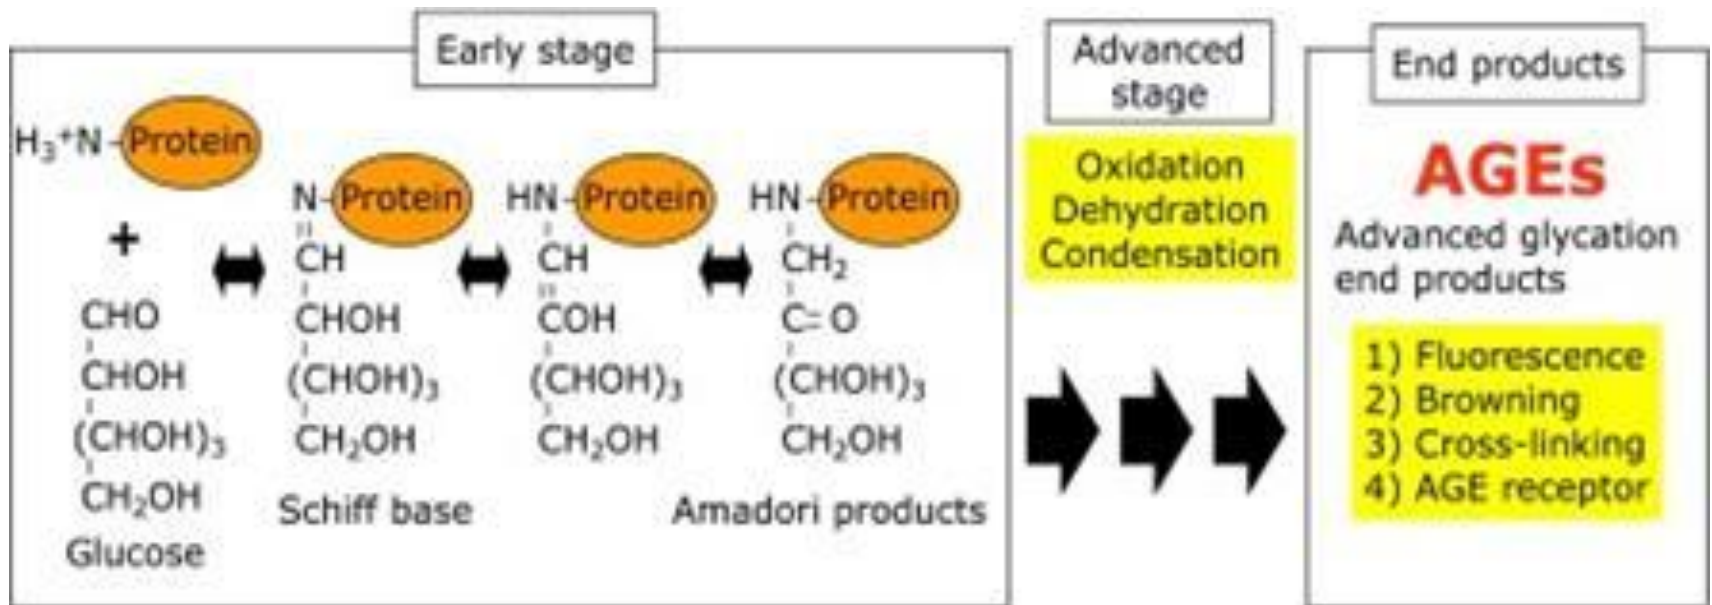 Early stage
H₃⁺N-Protein
+
CHO
CHOH
(CHOH)₃
CH₂OH
Glucose
N-Protein
CH
CHOH
(CHOH)₃
CH₂OH
Schiff base
HN-Protein
CH
COH
(CHOH)₃
CH₂OH
HN-Protein
CH₂
C=O
(CHOH)₃
CH₂OH
Amadori products
Advanced
stage
Oxidation
Dehydration
Condensation
End products
AGEs
Advanced glycation
end products
1) Fluorescence
2) Browning
3) Cross-linking
4) AGE receptor